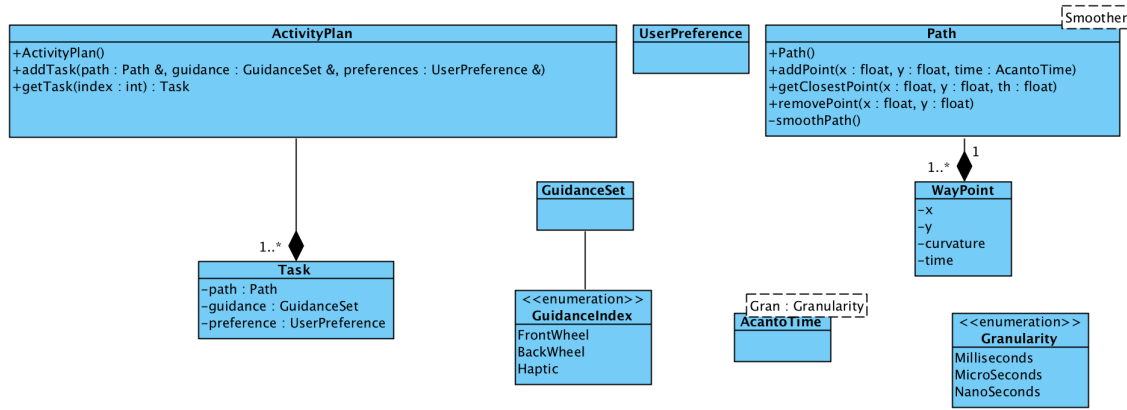 ActivityPlan
+ActivityPlan()
+addTask(path : Path &, guidance : GuidanceSet &, preferences : UserPreference &)
+getTask(index : int) : Task
UserPreference
Smoother
Path
+Path()
+addPoint(x : float, y : float, time : AcantoTime)
+getClosestPoint(x : float, y : float, th : float)
+removePoint(x : float, y : float)
-smoothPath()
1
1..*
WayPoint
-x
-y
-curvature
-time
GuidanceSet
1..*
Task
-path : Path
-guidance : GuidanceSet
-preference : UserPreference
<<enumeration>>
GuidanceIndex
FrontWheel
BackWheel
Haptic
Gran : Granularity
AcantoTime
<<enumeration>>
Granularity
Milliseconds
MicroSeconds
NanoSeconds